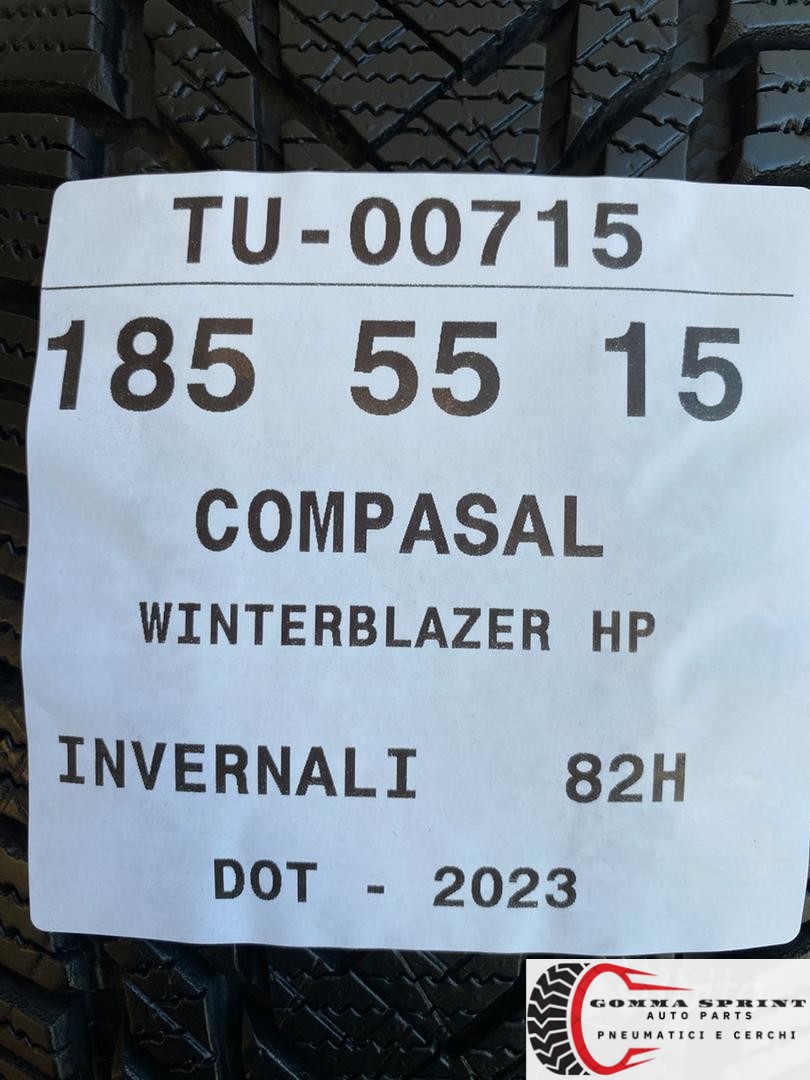 TU-00715
185 55 15
COMPASAL
WINTERBLAZER HP
INVERNALI 82H
DOT - 2023
GOMMA SPRINT
AUTO PARTS
PNEUMATICI E CERCHI